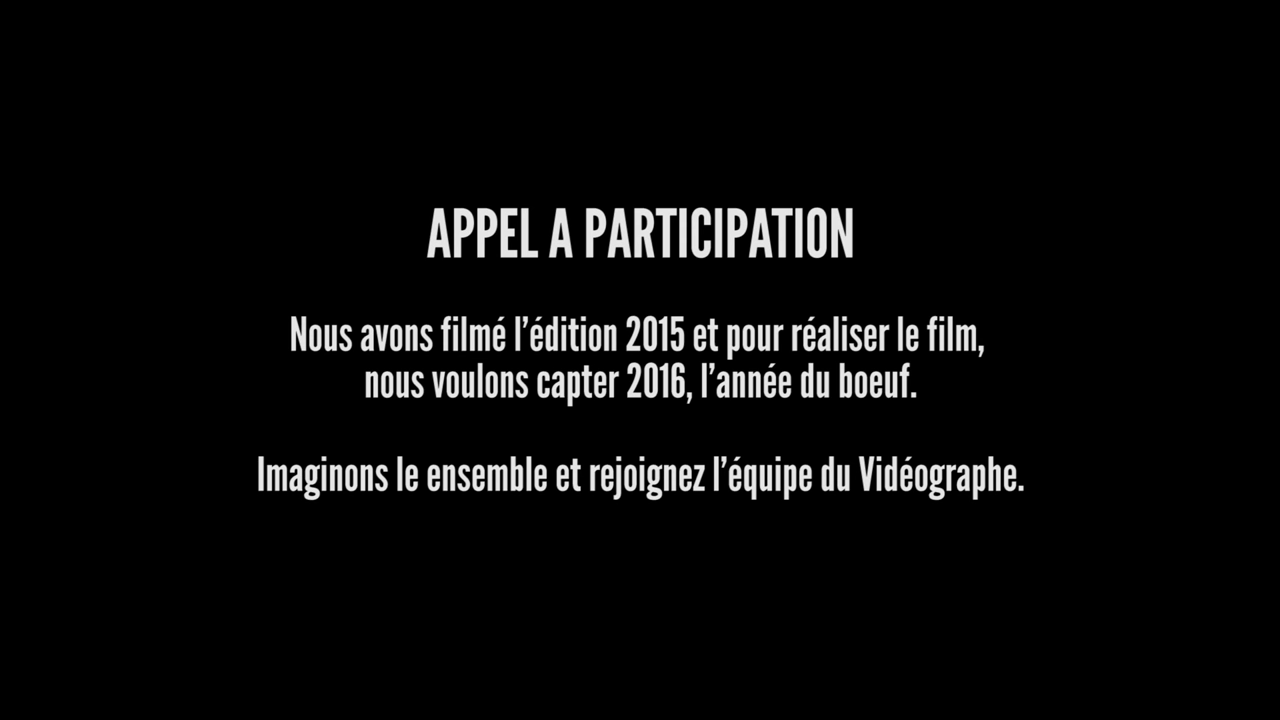 APPEL A PARTICIPATION
Nous avons filmé l’édition 2015 et pour réaliser le film,
nous voulons capter 2016, l’année du boeuf.
Imaginons le ensemble et rejoignez l’équipe du Vidéographe.